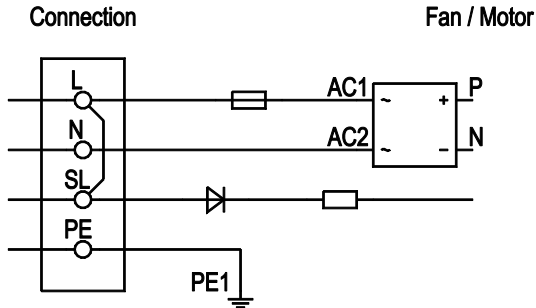 Connection Fan / Motor
L AC1 ~ + P
N AC2 ~ − N
SL
PE
PE1